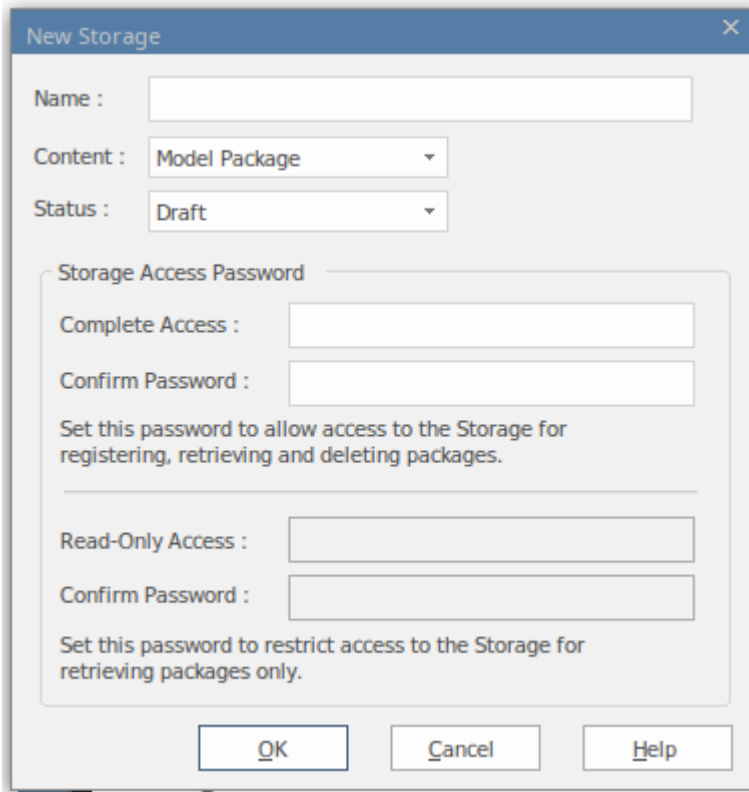 New Storage
Name :
Content : Model Package
Status : Draft
Storage Access Password
Complete Access :
Confirm Password :
Set this password to allow access to the Storage for
registering, retrieving and deleting packages.
Read-Only Access :
Confirm Password :
Set this password to restrict access to the Storage for
retrieving packages only.
OK Cancel Help